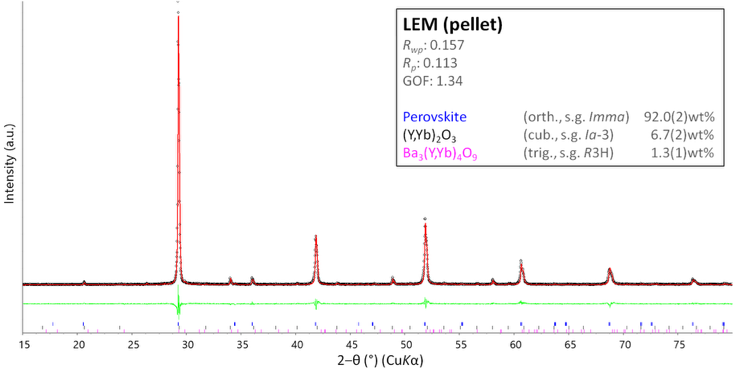 LEM (pellet)
Rwp: 0.157
Rp: 0.113
GOF: 1.34
Perovskite (orth., s.g. Imma) 92.0(2)wt%
(Y,Yb)2O3 (cub., s.g. Ia-3) 6.7(2)wt%
Ba3(Y,Yb)4O9 (trig., s.g. R3H) 1.3(1)wt%
Intensity (a.u.)
15 20 25 30 35 40 45 50 55 60 65 70 75
2−θ (°) (CuKα)